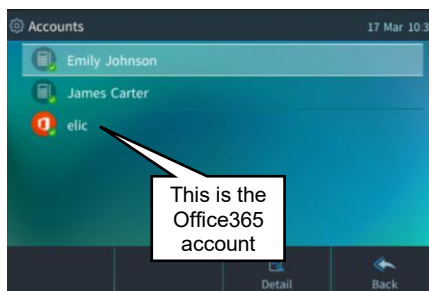 Accounts
17 Mar 10:3
Emily Johnson
James Carter
elic
This is the
Office365
account
Detail
Back